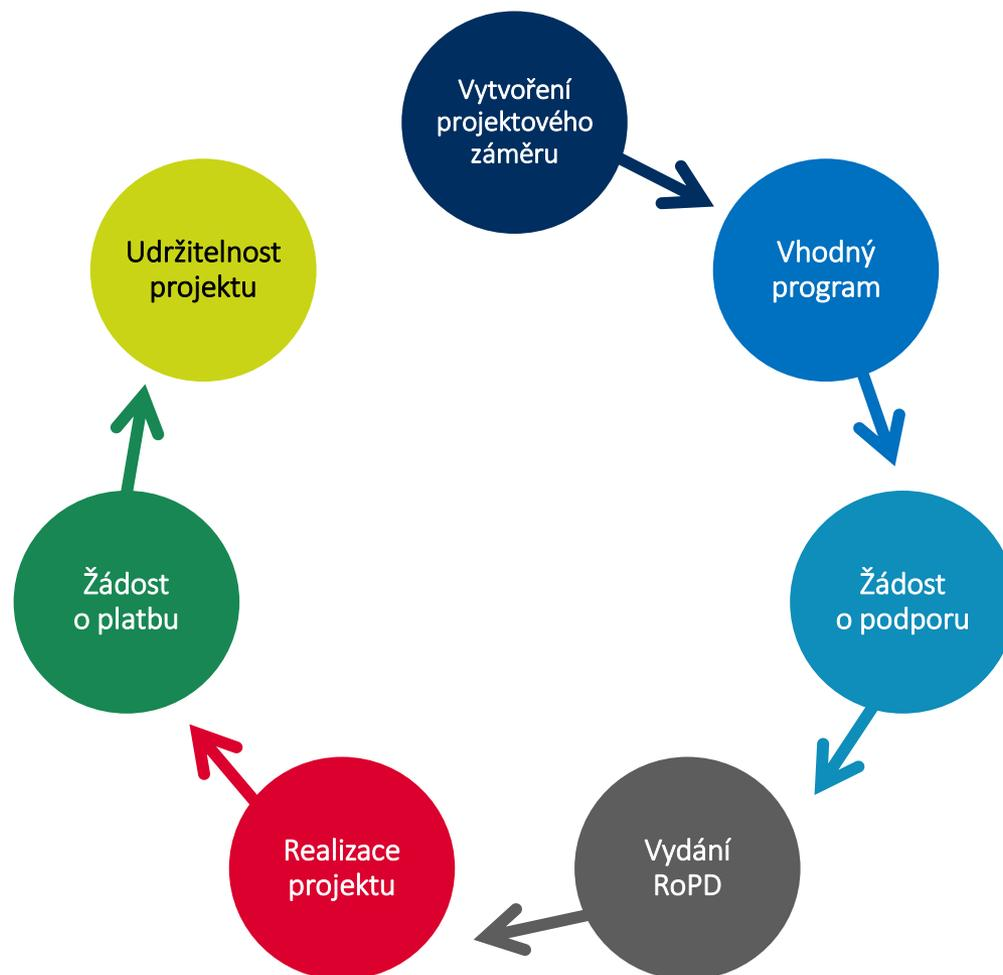 Vytvoření
projektového
záměru
Vhodný
program
Žádost
o podporu
Vydání
RoPD
Realizace
projektu
Žádost
o platbu
Udržitelnost
projektu